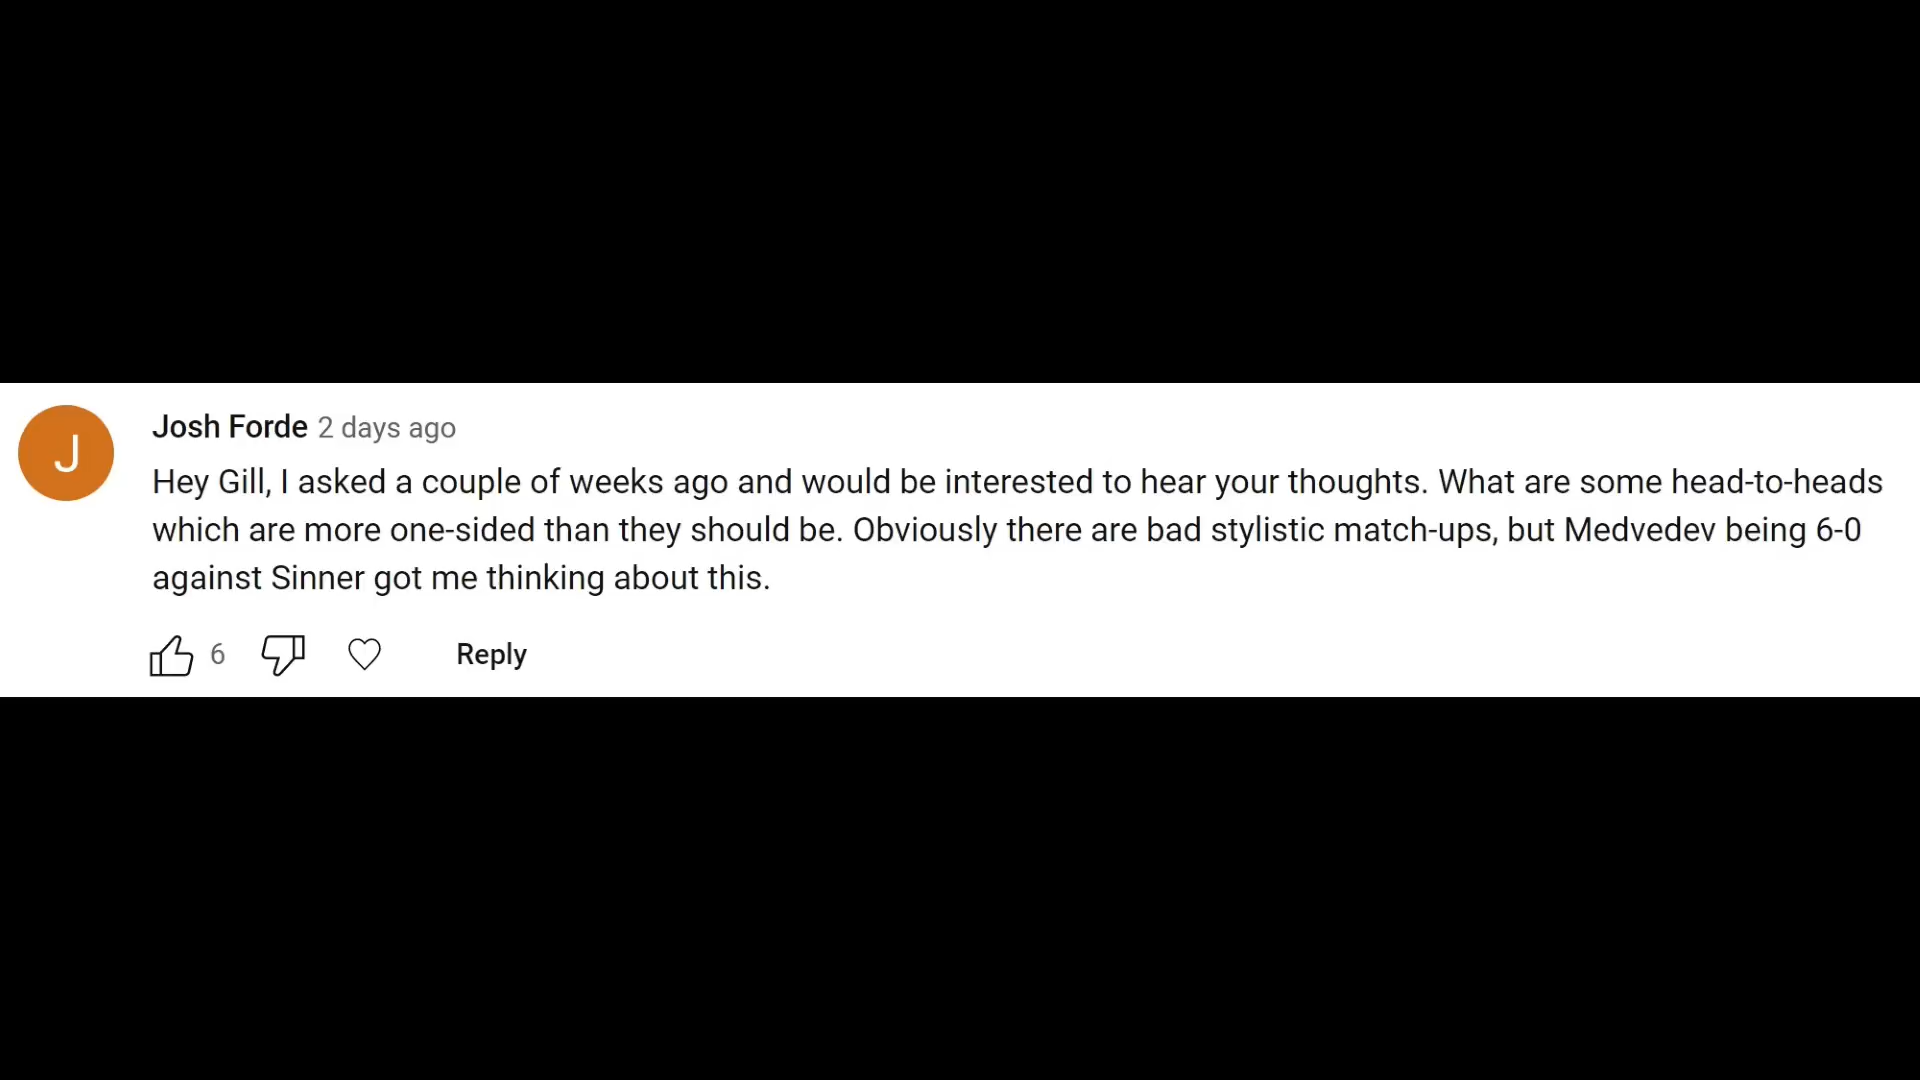 J
Josh Forde 2 days ago
Hey Gill, I asked a couple of weeks ago and would be interested to hear your thoughts. What are some head-to-heads
which are more one-sided than they should be. Obviously there are bad stylistic match-ups, but Medvedev being 6-0
against Sinner got me thinking about this.
6 Reply